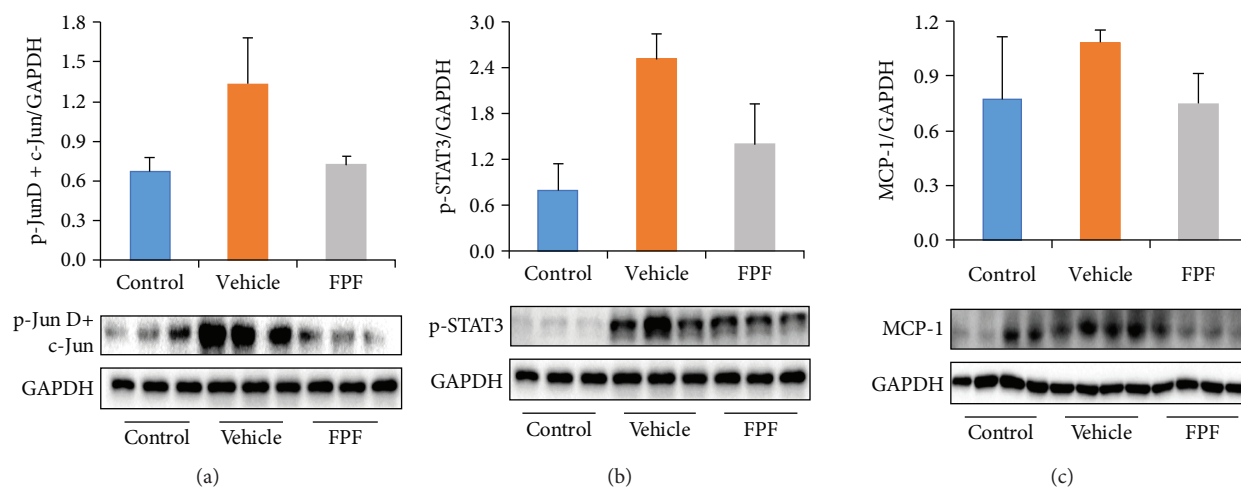 p-JunD + c-Jun/GAPDH
1.8
1.5
1.2
0.9
0.6
0.3
0.0
Control Vehicle FPF
p-Jun D+
c-Jun
GAPDH
Control Vehicle FPF
(a)
p-STAT3/GAPDH
3.0
2.4
1.8
1.2
0.6
0.0
Control Vehicle FPF
p-STAT3
GAPDH
Control Vehicle FPF
(b)
MCP-1/GAPDH
1.2
0.9
0.6
0.3
0.0
Control Vehicle FPF
MCP-1
GAPDH
Control Vehicle FPF
(c)